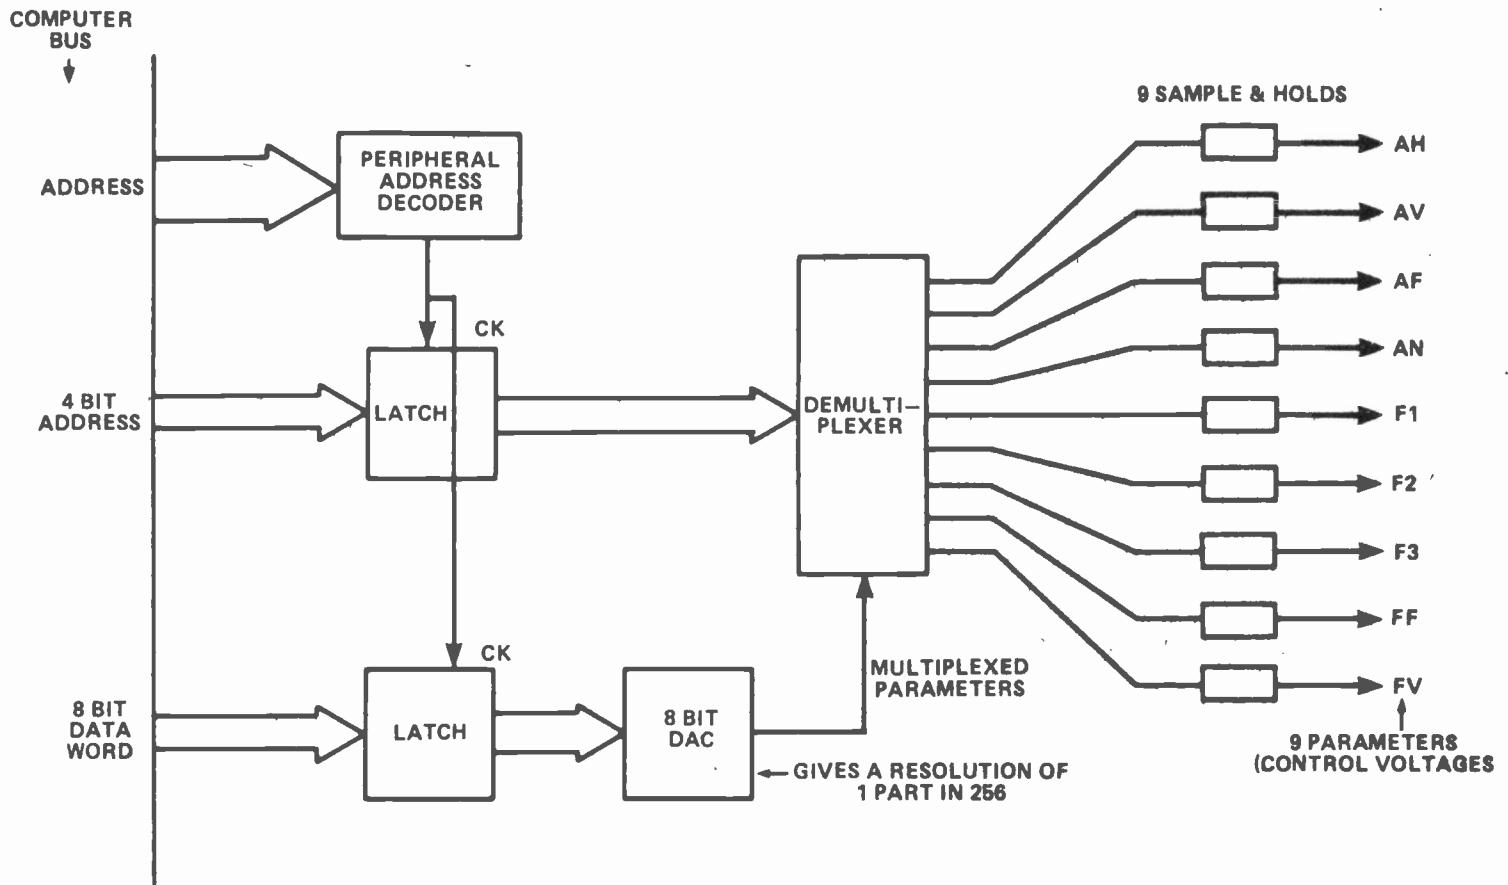 COMPUTER
BUS
9 SAMPLE & HOLDS
ADDRESS
PERIPHERAL
ADDRESS
DECODER
AH
AV
AF
AN
F1
F2
F3
FF
FV
CK
4 BIT
ADDRESS
LATCH
DEMULTI–
PLEXER
CK
MULTIPLEXED
PARAMETERS
8 BIT
DATA
WORD
LATCH
8 BIT
DAC
GIVES A RESOLUTION OF
1 PART IN 256
9 PARAMETERS
(CONTROL VOLTAGES